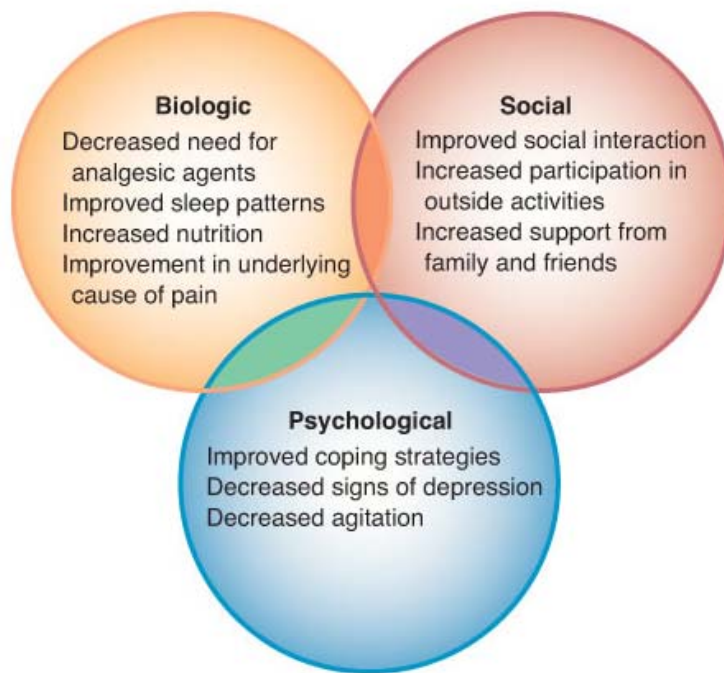 Biologic
Decreased need for
analgesic agents
Improved sleep patterns
Increased nutrition
Improvement in underlying
cause of pain
Social
Improved social interaction
Increased participation in
outside activities
Increased support from
family and friends
Psychological
Improved coping strategies
Decreased signs of depression
Decreased agitation